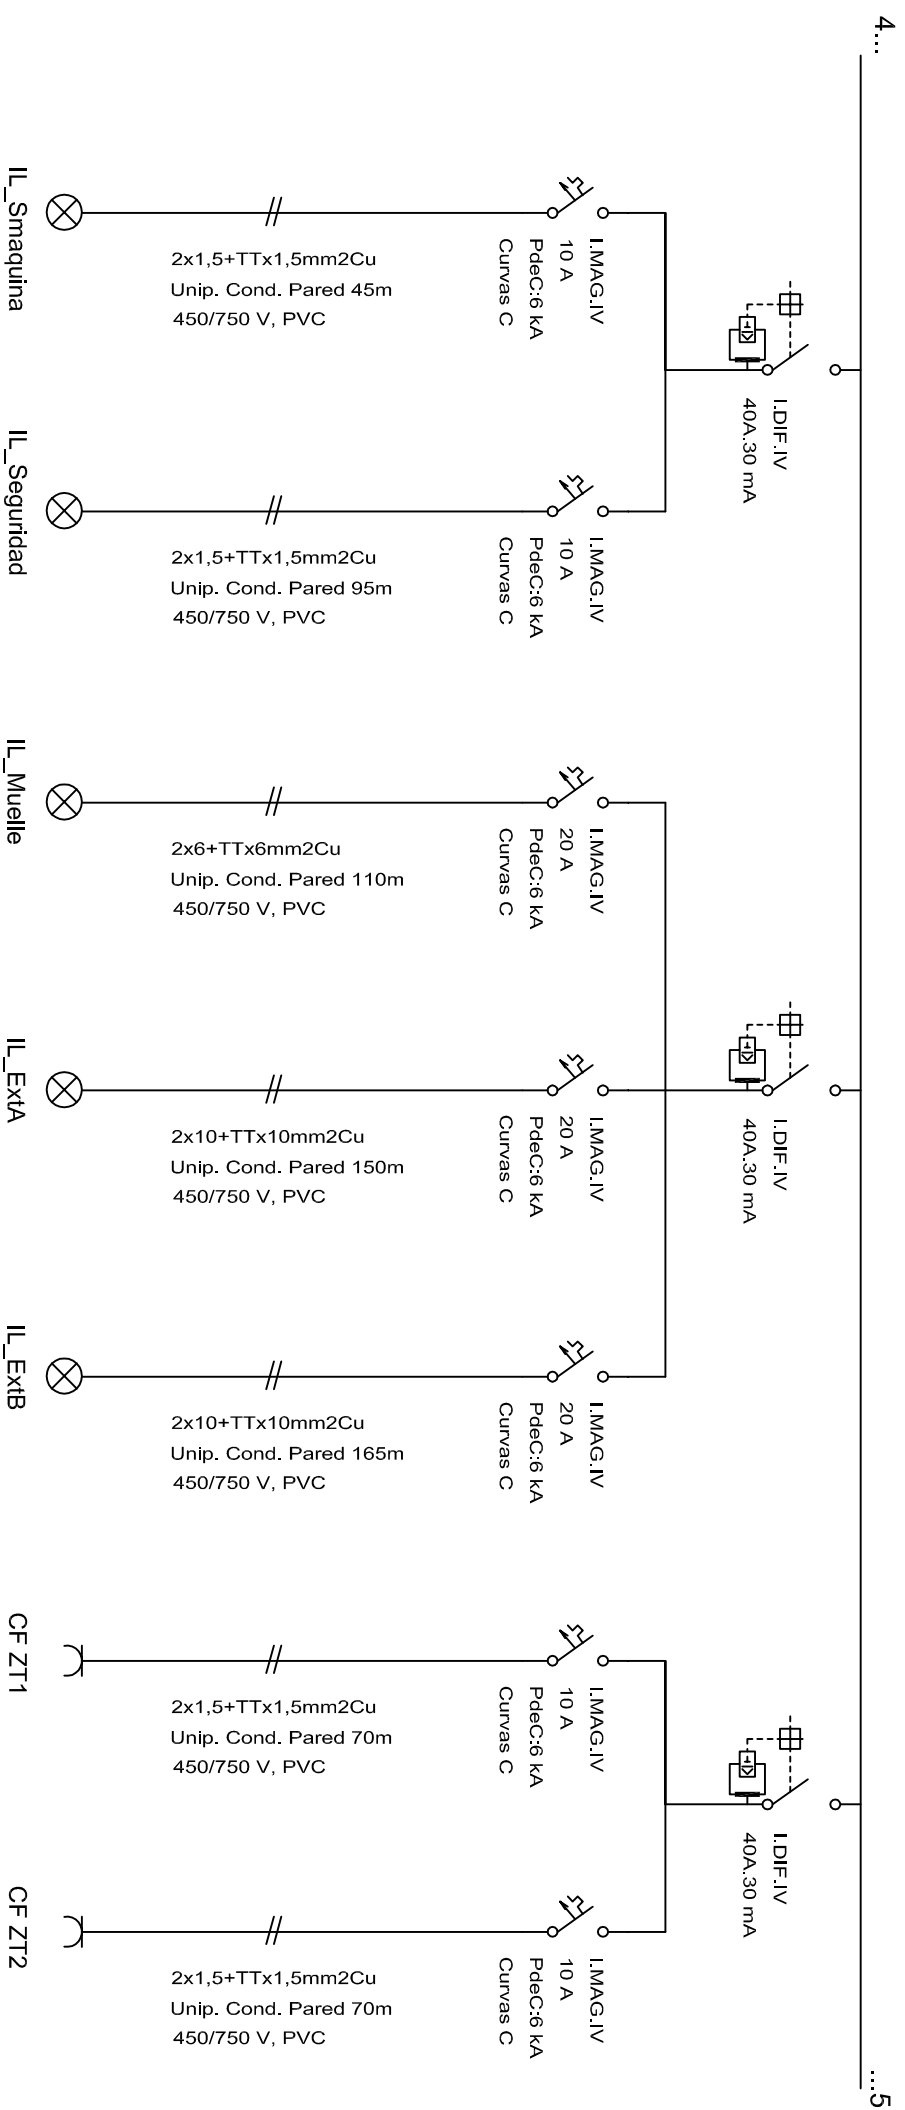 4...
...5
I.DIF.IV
40A.30 mA
I.MAG.IV
10 A
PdeC:6 kA
Curvas C
2x1,5+TTx1,5mm2Cu
Unip. Cond. Pared 45m
450/750 V, PVC
IL_Smaquina
I.MAG.IV
10 A
PdeC:6 kA
Curvas C
2x1,5+TTx1,5mm2Cu
Unip. Cond. Pared 95m
450/750 V, PVC
IL_Seguridad
I.DIF.IV
40A.30 mA
I.MAG.IV
20 A
PdeC:6 kA
Curvas C
2x6+TTx6mm2Cu
Unip. Cond. Pared 110m
450/750 V, PVC
IL_Muelle
I.MAG.IV
20 A
PdeC:6 kA
Curvas C
2x10+TTx10mm2Cu
Unip. Cond. Pared 150m
450/750 V, PVC
IL_ExtA
I.MAG.IV
20 A
PdeC:6 kA
Curvas C
2x10+TTx10mm2Cu
Unip. Cond. Pared 165m
450/750 V, PVC
IL_ExtB
I.DIF.IV
40A.30 mA
I.MAG.IV
10 A
PdeC:6 kA
Curvas C
2x1,5+TTx1,5mm2Cu
Unip. Cond. Pared 70m
450/750 V, PVC
CF ZT1
I.MAG.IV
10 A
PdeC:6 kA
Curvas C
2x1,5+TTx1,5mm2Cu
Unip. Cond. Pared 70m
450/750 V, PVC
CF ZT2